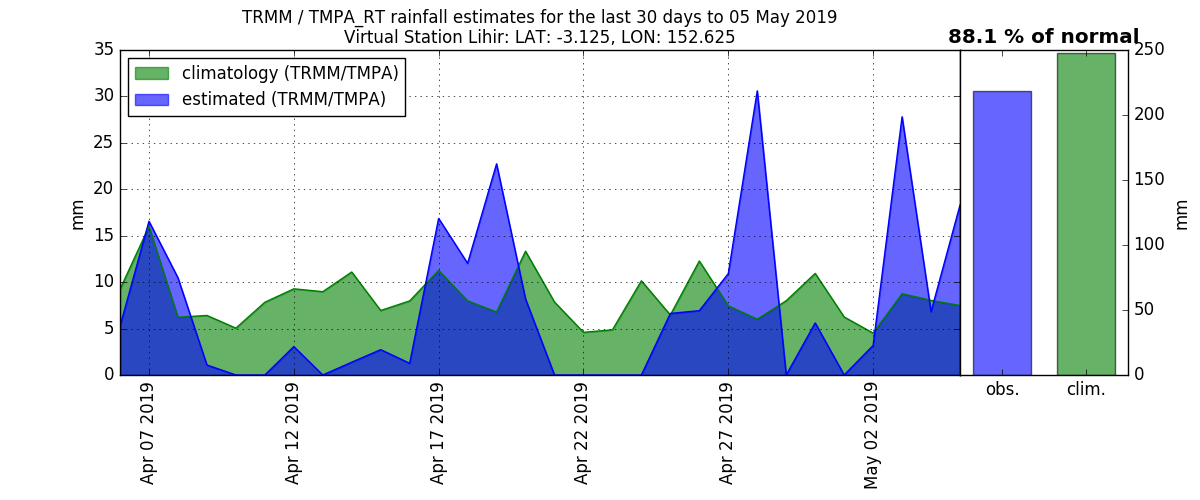 TRMM / TMPA_RT rainfall estimates for the last 30 days to 05 May 2019
Virtual Station Lihir: LAT: -3.125, LON: 152.625
88.1 % of normal
climatology (TRMM/TMPA)
estimated (TRMM/TMPA)
35
30
25
20
15
10
5
0
mm
Apr 07 2019
Apr 12 2019
Apr 17 2019
Apr 22 2019
Apr 27 2019
May 02 2019
obs.
clim.
250
200
150
100
50
0
mm